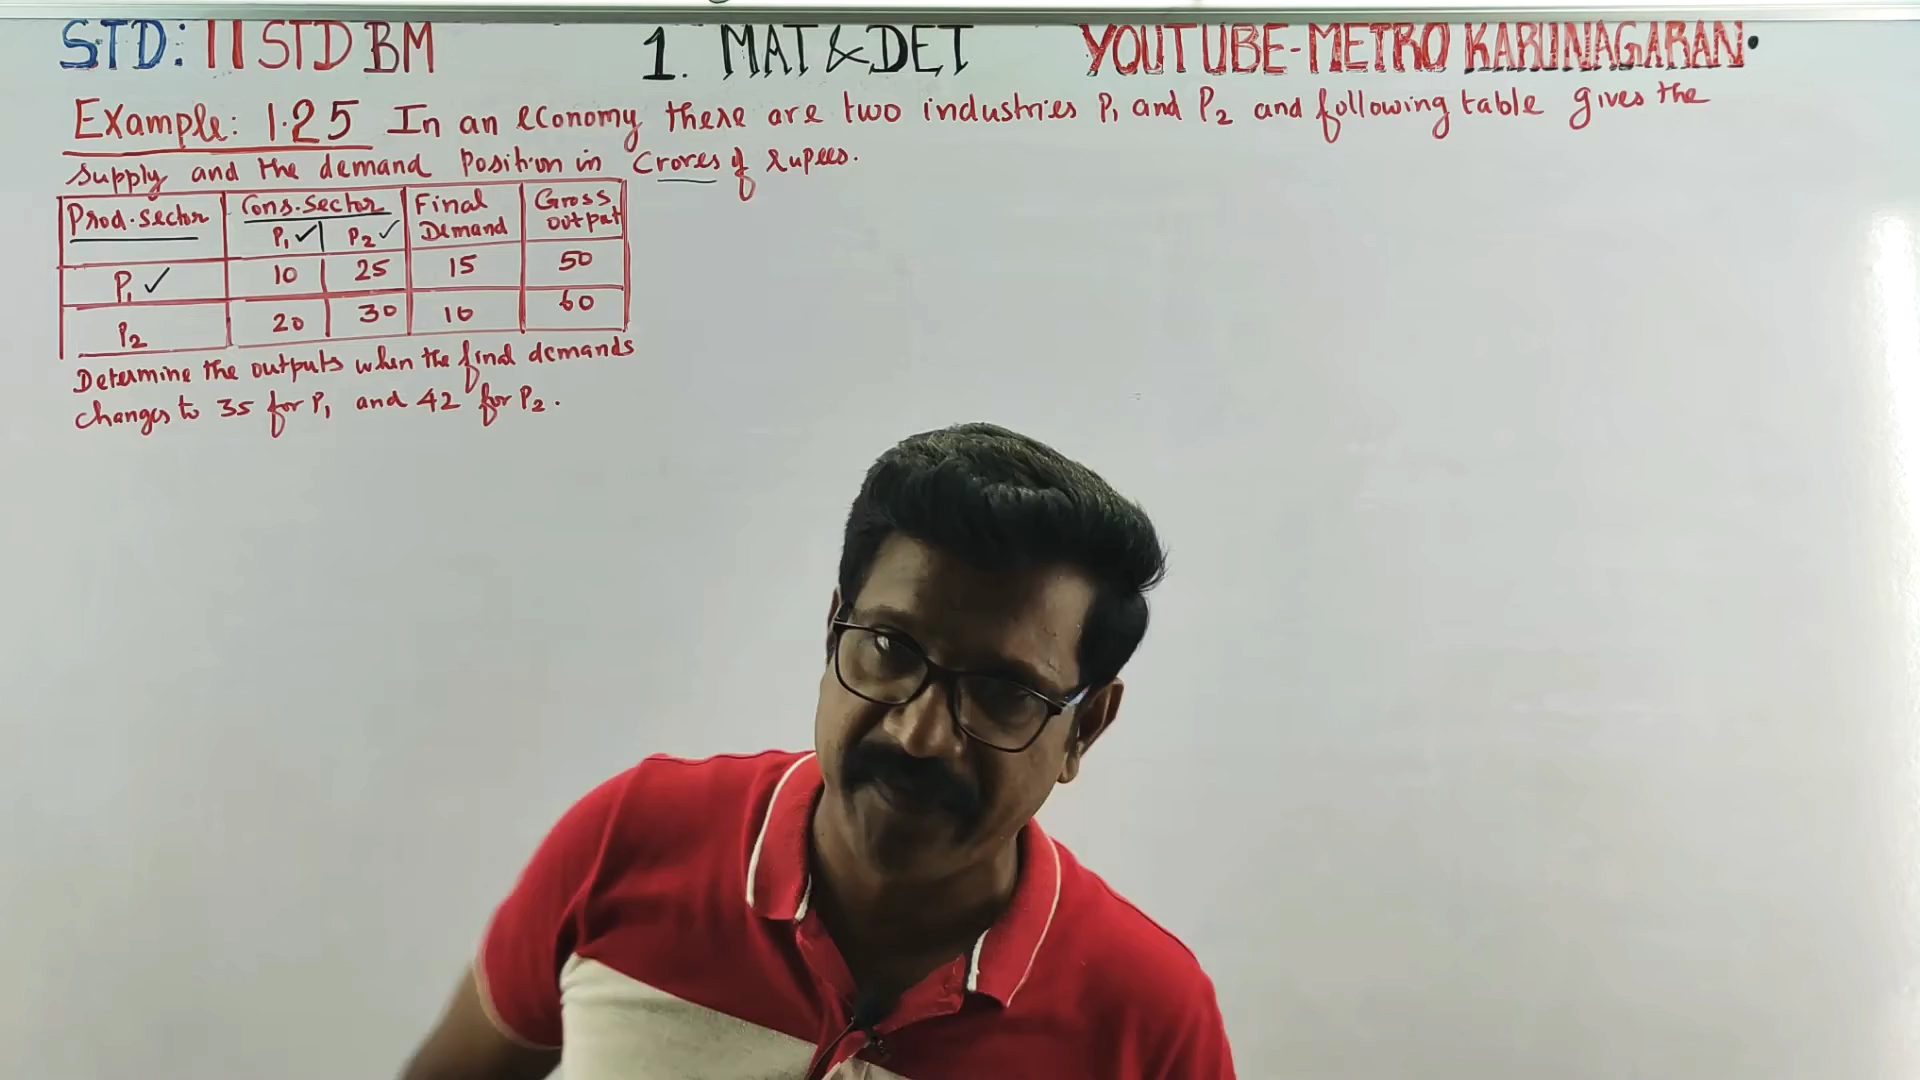 STD: 11 STD BM 1. MAT & DET YOUTUBE-METRO KARUNAGARAN.
Example: 1.25 In an economy there are two industries P1 and P2 and following table gives the
supply and the demand position in crores of rupees.
Prod. sector Cons. sector Final Demand Gross output
P1 ✓ P2 ✓
P1 ✓ 10 25 15 50
P2 20 30 10 60
Determine the outputs when the final demands
changes to 35 for P1 and 42 for P2.